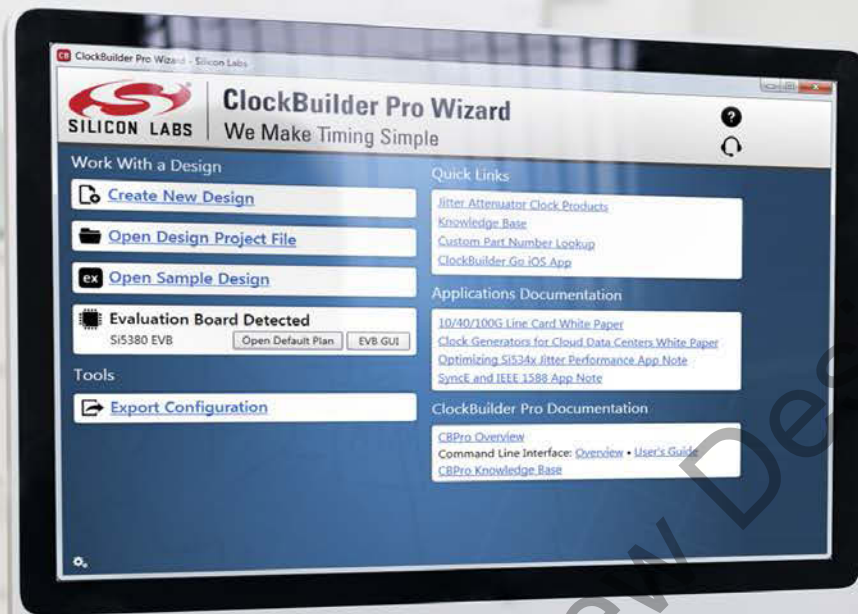 CB ClockBuilder Pro Wizard - Silicon Labs
SILICON LABS
ClockBuilder Pro Wizard
We Make Timing Simple
?
Work With a Design
Create New Design
Open Design Project File
ex Open Sample Design
Evaluation Board Detected
Si5380 EVB Open Default Plan EVB GUI
Tools
Export Configuration
Quick Links
Jitter Attenuator Clock Products
Knowledge Base
Custom Part Number Lookup
ClockBuilder Go iOS App
Applications Documentation
10/40/100G Line Card White Paper
Clock Generators for Cloud Data Centers White Paper
Optimizing Si534x Jitter Performance App Note
SyncE and IEEE 1588 App Note
ClockBuilder Pro Documentation
CBPro Overview
Command Line Interface: Overview • User's Guide
CBPro Knowledge Base